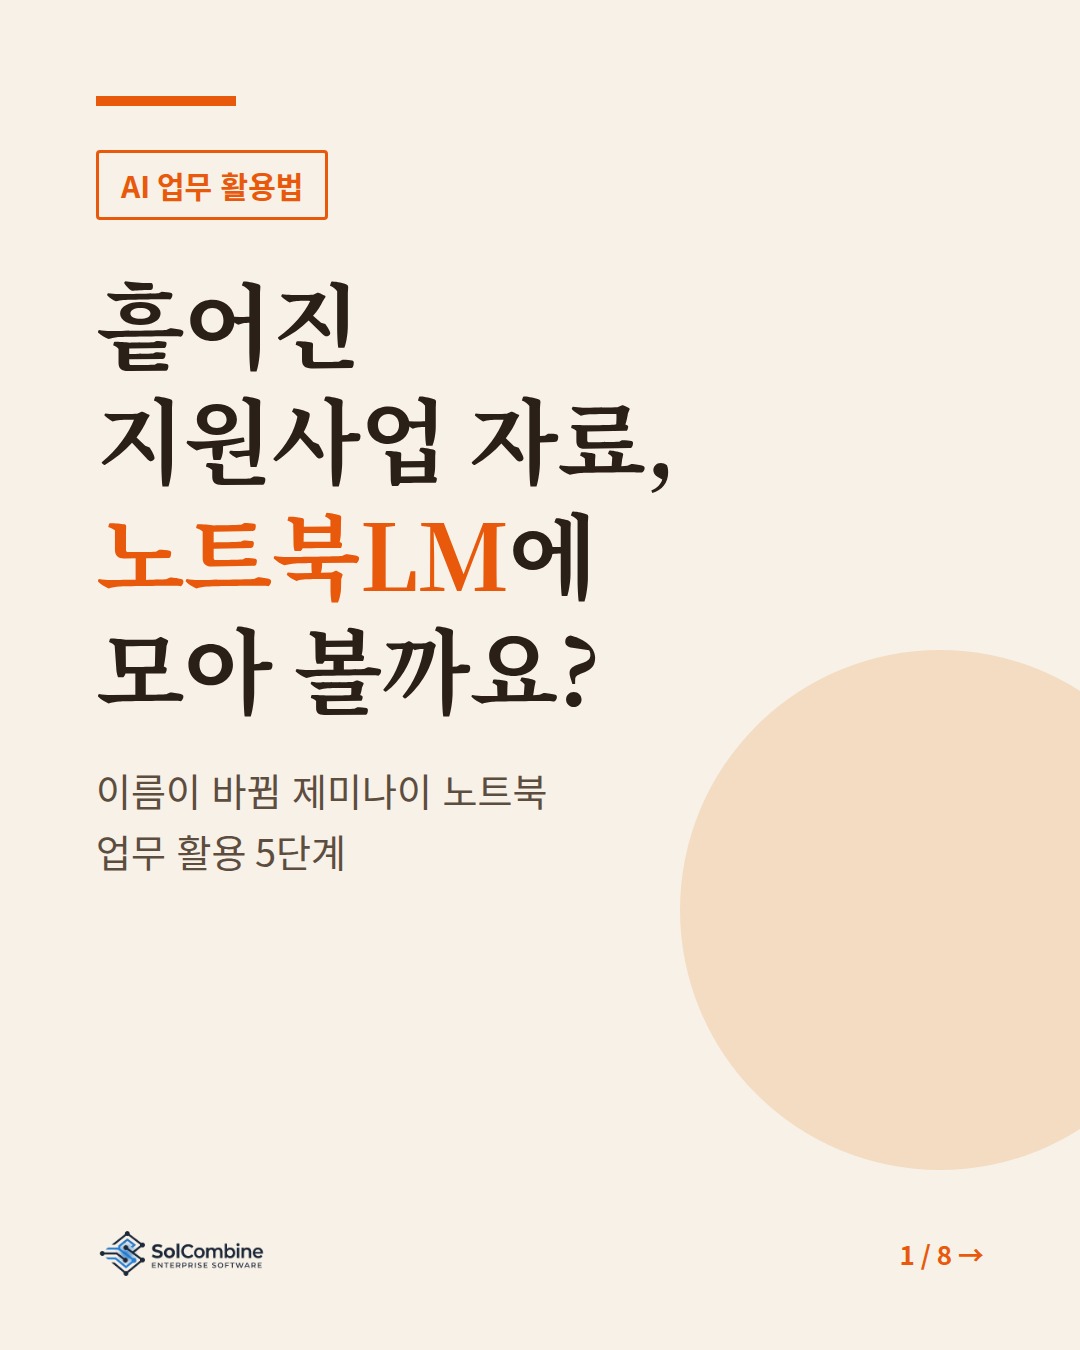 AI 업무 활용법
흩어진
지원사업 자료,
노트북LM에
모아 볼까요?
이름이 바뀜 제미나이 노트북
업무 활용 5단계
SolCombine
ENTERPRISE SOFTWARE
1 / 8 →